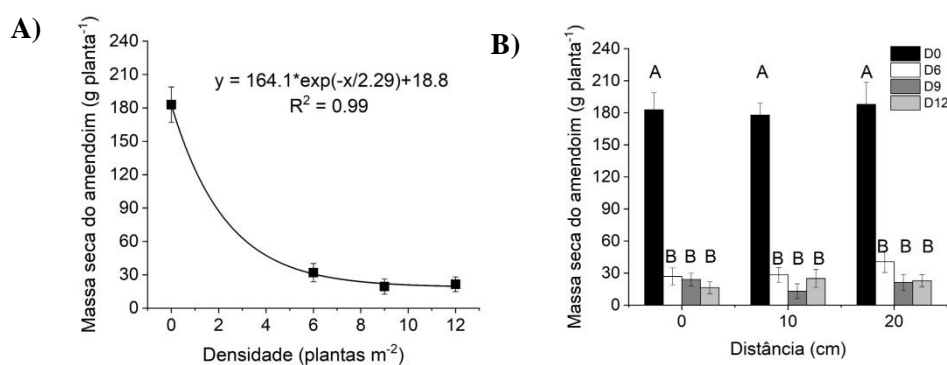 A)
Massa seca do amendoim (g planta⁻¹)
240
210
180
150
120
90
60
30
0
y = 164.1*exp(-x/2.29)+18.8
R² = 0.99
0 2 4 6 8 10 12
Densidade (plantas m⁻²)
B)
Massa seca do amendoim (g planta⁻¹)
240
210
180
150
120
90
60
30
0
D0
D6
D9
D12
A A A
B B B B B B B B B
0 10 20
Distância (cm)